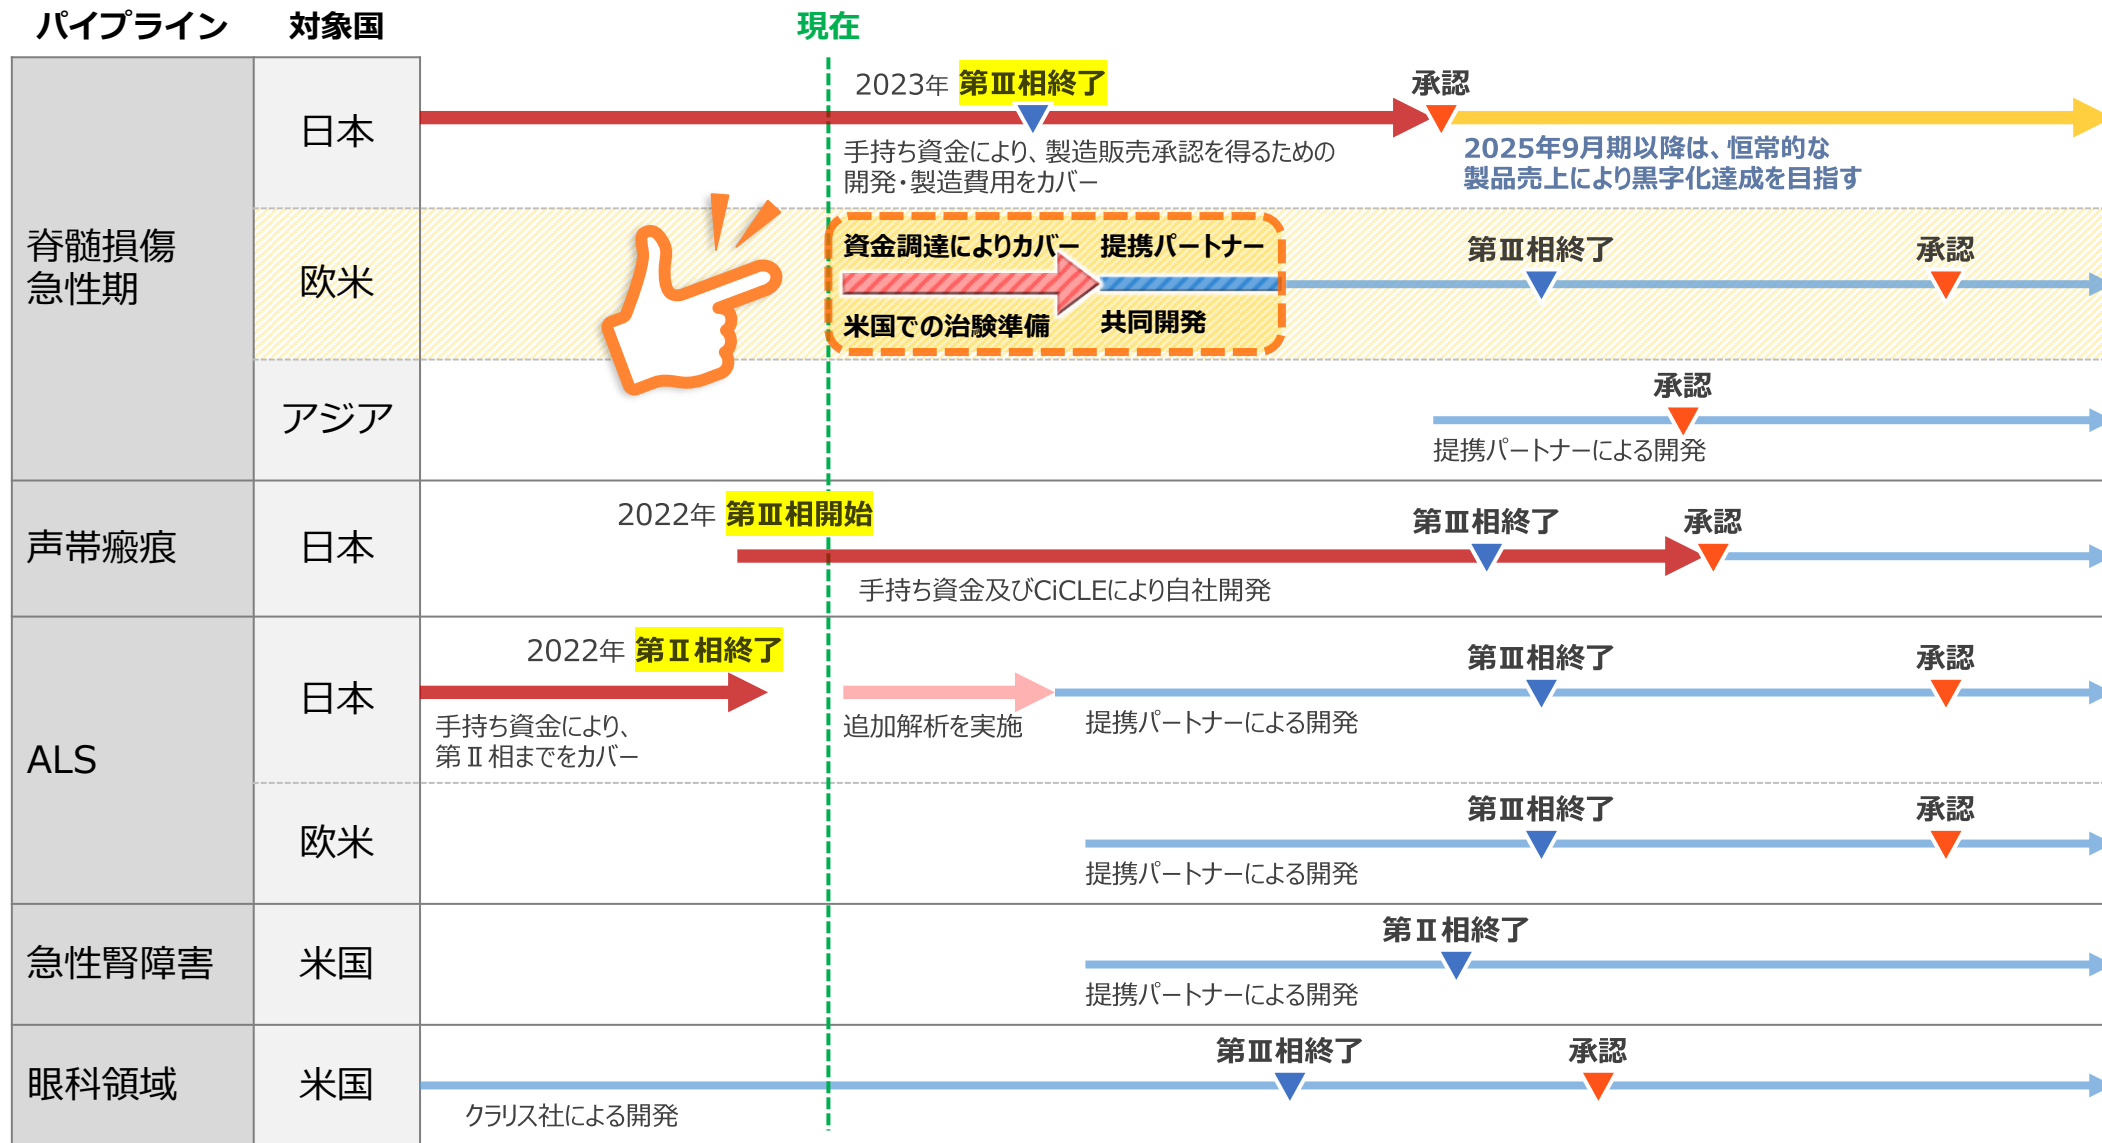 パイプライン 対象国 現在
脊髄損傷
急性期
日本
2023年 第Ⅲ相終了
承認
手持ち資金により、製造販売承認を得るための
開発・製造費用をカバー
2025年9月期以降は、恒常的な
製品売上により黒字化達成を目指す
欧米
資金調達によりカバー 提携パートナー
米国での治験準備 共同開発
第Ⅲ相終了 承認
アジア
承認
提携パートナーによる開発
声帯瘢痕
日本
2022年 第Ⅲ相開始
第Ⅲ相終了 承認
手持ち資金及びCiCLEにより自社開発
ALS
日本
2022年 第Ⅱ相終了
第Ⅲ相終了 承認
手持ち資金により、
第Ⅱ相までをカバー
追加解析を実施
提携パートナーによる開発
欧米
第Ⅲ相終了 承認
提携パートナーによる開発
急性腎障害
米国
第Ⅱ相終了
提携パートナーによる開発
眼科領域
米国
第Ⅲ相終了 承認
クラリス社による開発